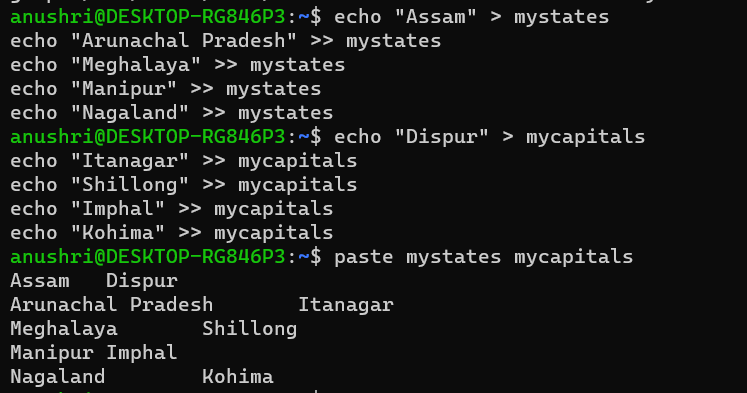 anushri@DESKTOP-RG846P3:~$ echo "Assam" > mystates
echo "Arunachal Pradesh" >> mystates
echo "Meghalaya" >> mystates
echo "Manipur" >> mystates
echo "Nagaland" >> mystates
anushri@DESKTOP-RG846P3:~$ echo "Dispur" > mycapitals
echo "Itanagar" >> mycapitals
echo "Shillong" >> mycapitals
echo "Imphal" >> mycapitals
echo "Kohima" >> mycapitals
anushri@DESKTOP-RG846P3:~$ paste mystates mycapitals
Assam   Dispur
Arunachal Pradesh       Itanagar
Meghalaya       Shillong
Manipur Imphal
Nagaland        Kohima